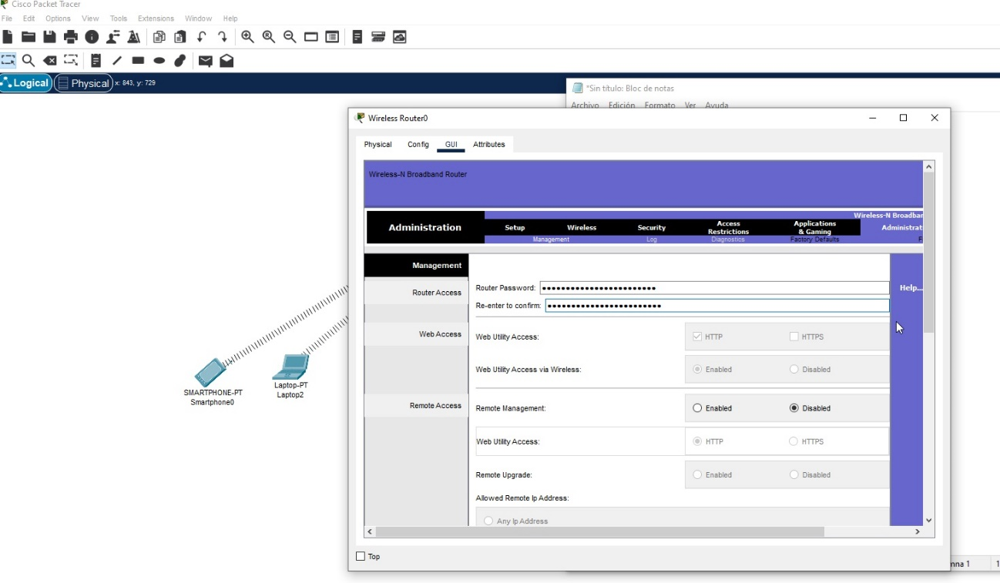 Cisco Packet Tracer
File Edit Options View Tools Extensions Window Help
Logical Physical x: 843, y: 729
*Sin título: Bloc de notas
Archivo Edición Formato Ver Ayuda
Wireless Router0
Physical Config GUI Attributes
Wireless-N Broadband Router
Wireless-N Broadban
Administration Setup Wireless Security Access Restrictions Applications & Gaming Administrat
Management Log Diagnostics Factory Defaults F
Management
Router Access
Router Password:
Re-enter to confirm:
Help...
Web Access
Web Utility Access: HTTP HTTPS
Web Utility Access via Wireless: Enabled Disabled
Remote Access
Remote Management: Enabled Disabled
Web Utility Access: HTTP HTTPS
Remote Upgrade: Enabled Disabled
Allowed Remote Ip Address:
Any Ip Address
Top
SMARTPHONE-PT
Smartphone0
Laptop-PT
Laptop2
mna 1 1